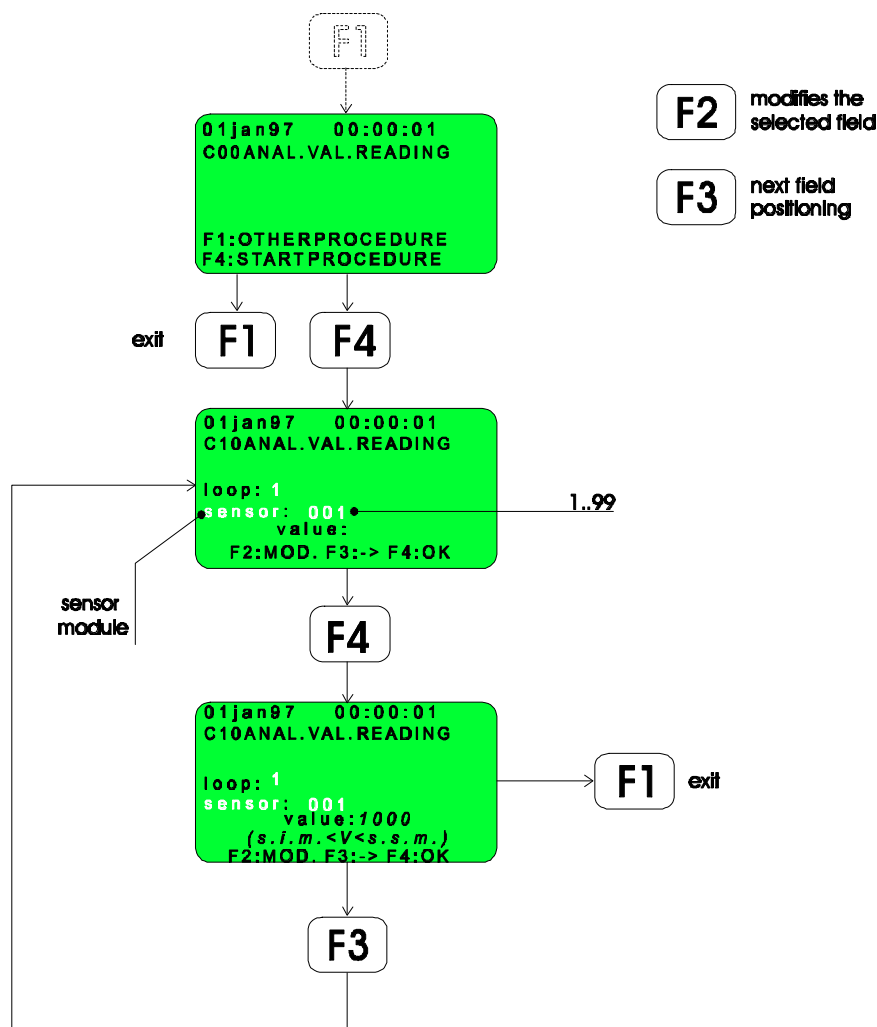 F1
01jan97 00:00:01
C00ANAL.VAL.READING
F1:OTHERPROCEDURE
F4:STARTPROCEDURE
F2 modifies the
selected field
F3 next field
positioning
exit F1 F4
01jan97 00:00:01
C10ANAL.VAL.READING
loop: 1
sensor: 001
1..99
value:
F2:MOD. F3:-> F4:OK
sensor
module
F4
01jan97 00:00:01
C10ANAL.VAL.READING
loop: 1
sensor: 001
value:1000
(s.i.m.<V<s.s.m.)
F2:MOD. F3:-> F4:OK
F1 exit
F3